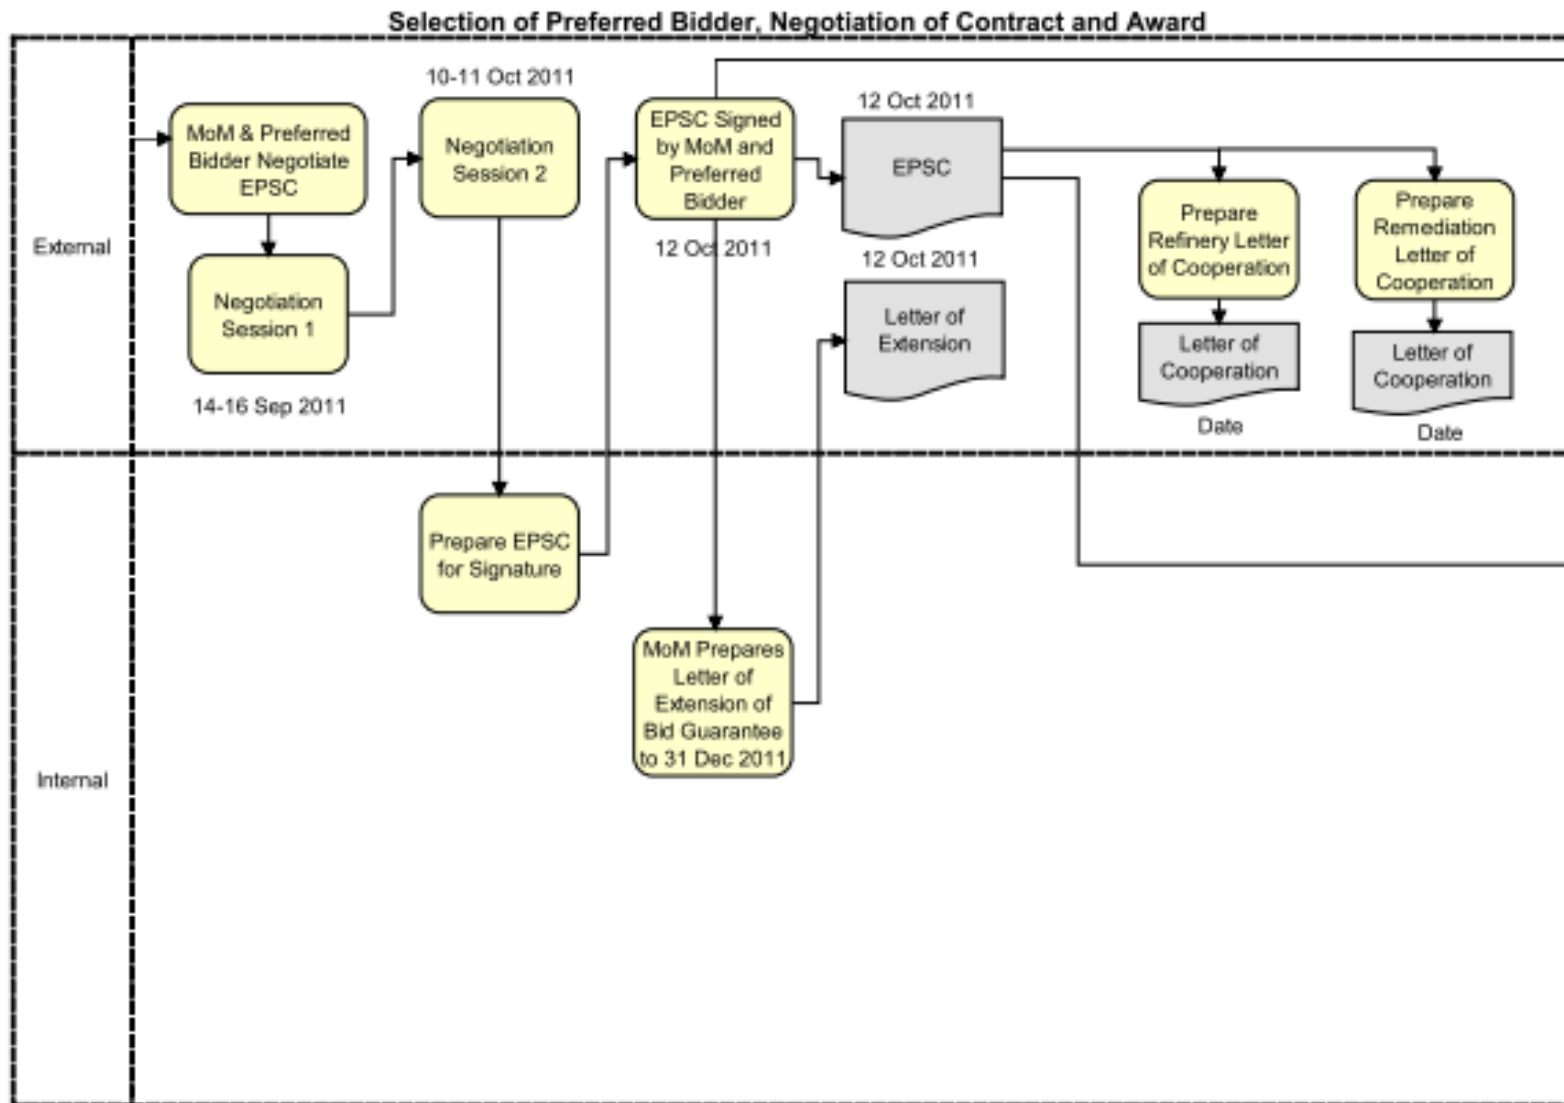 Selection of Preferred Bidder, Negotiation of Contract and Award
External
MoM & Preferred
Bidder Negotiate
EPSC
Negotiation
Session 1
14-16 Sep 2011
10-11 Oct 2011
Negotiation
Session 2
EPSC Signed
by MoM and
Preferred
Bidder
12 Oct 2011
12 Oct 2011
EPSC
12 Oct 2011
Letter of
Extension
Prepare
Refinery Letter
of Cooperation
Letter of
Cooperation
Date
Prepare
Remediation
Letter of
Cooperation
Letter of
Cooperation
Date
Internal
Prepare EPSC
for Signature
MoM Prepares
Letter of
Extension of
Bid Guarantee
to 31 Dec 2011